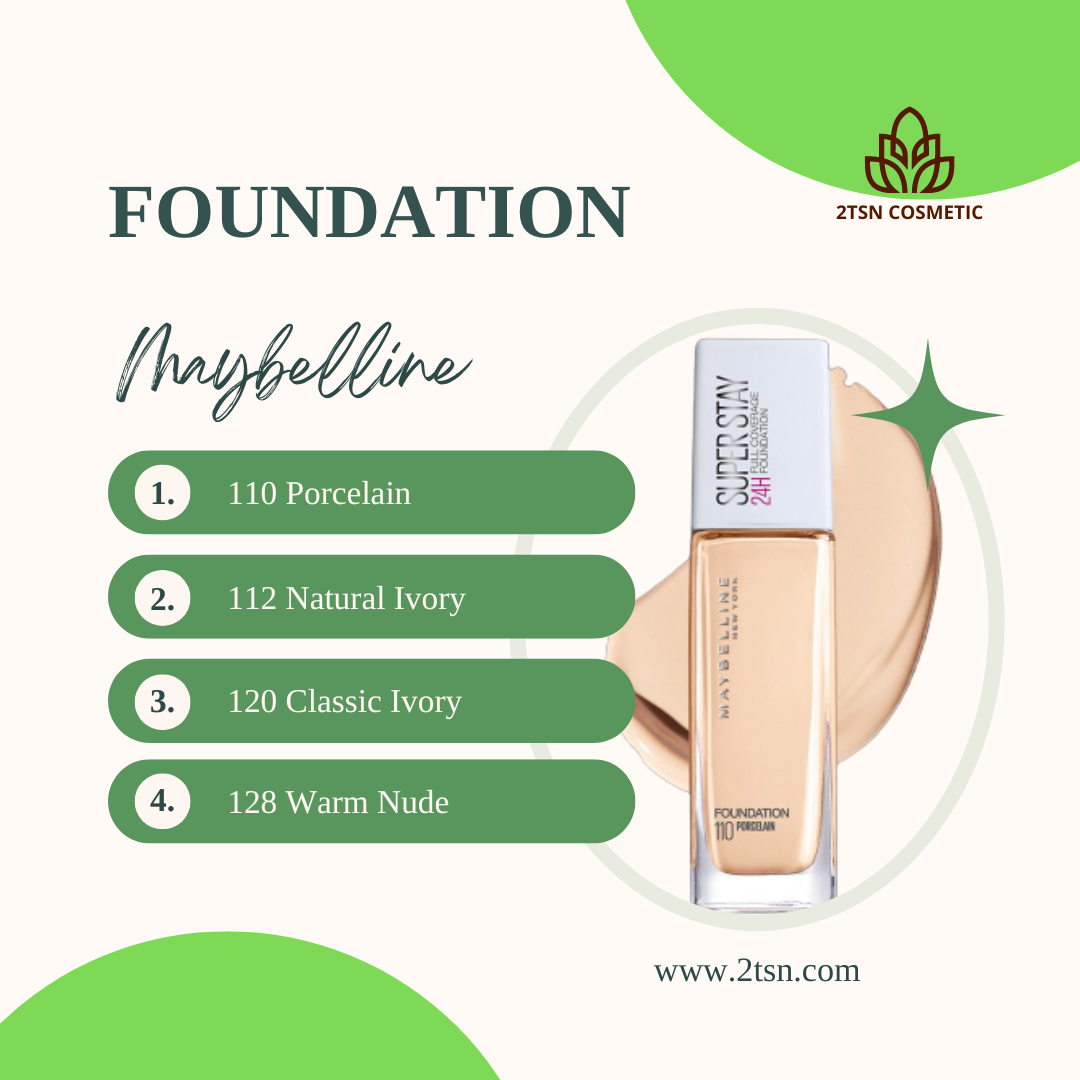 2TSN COSMETIC
FOUNDATION
Maybelline
1. 110 Porcelain
2. 112 Natural Ivory
3. 120 Classic Ivory
4. 128 Warm Nude
SUPER STAY
24H FULL COVERAGE
FOUNDATION
MAYBELLINE
NEW YORK
FOUNDATION
110 PORCELAIN
www.2tsn.com